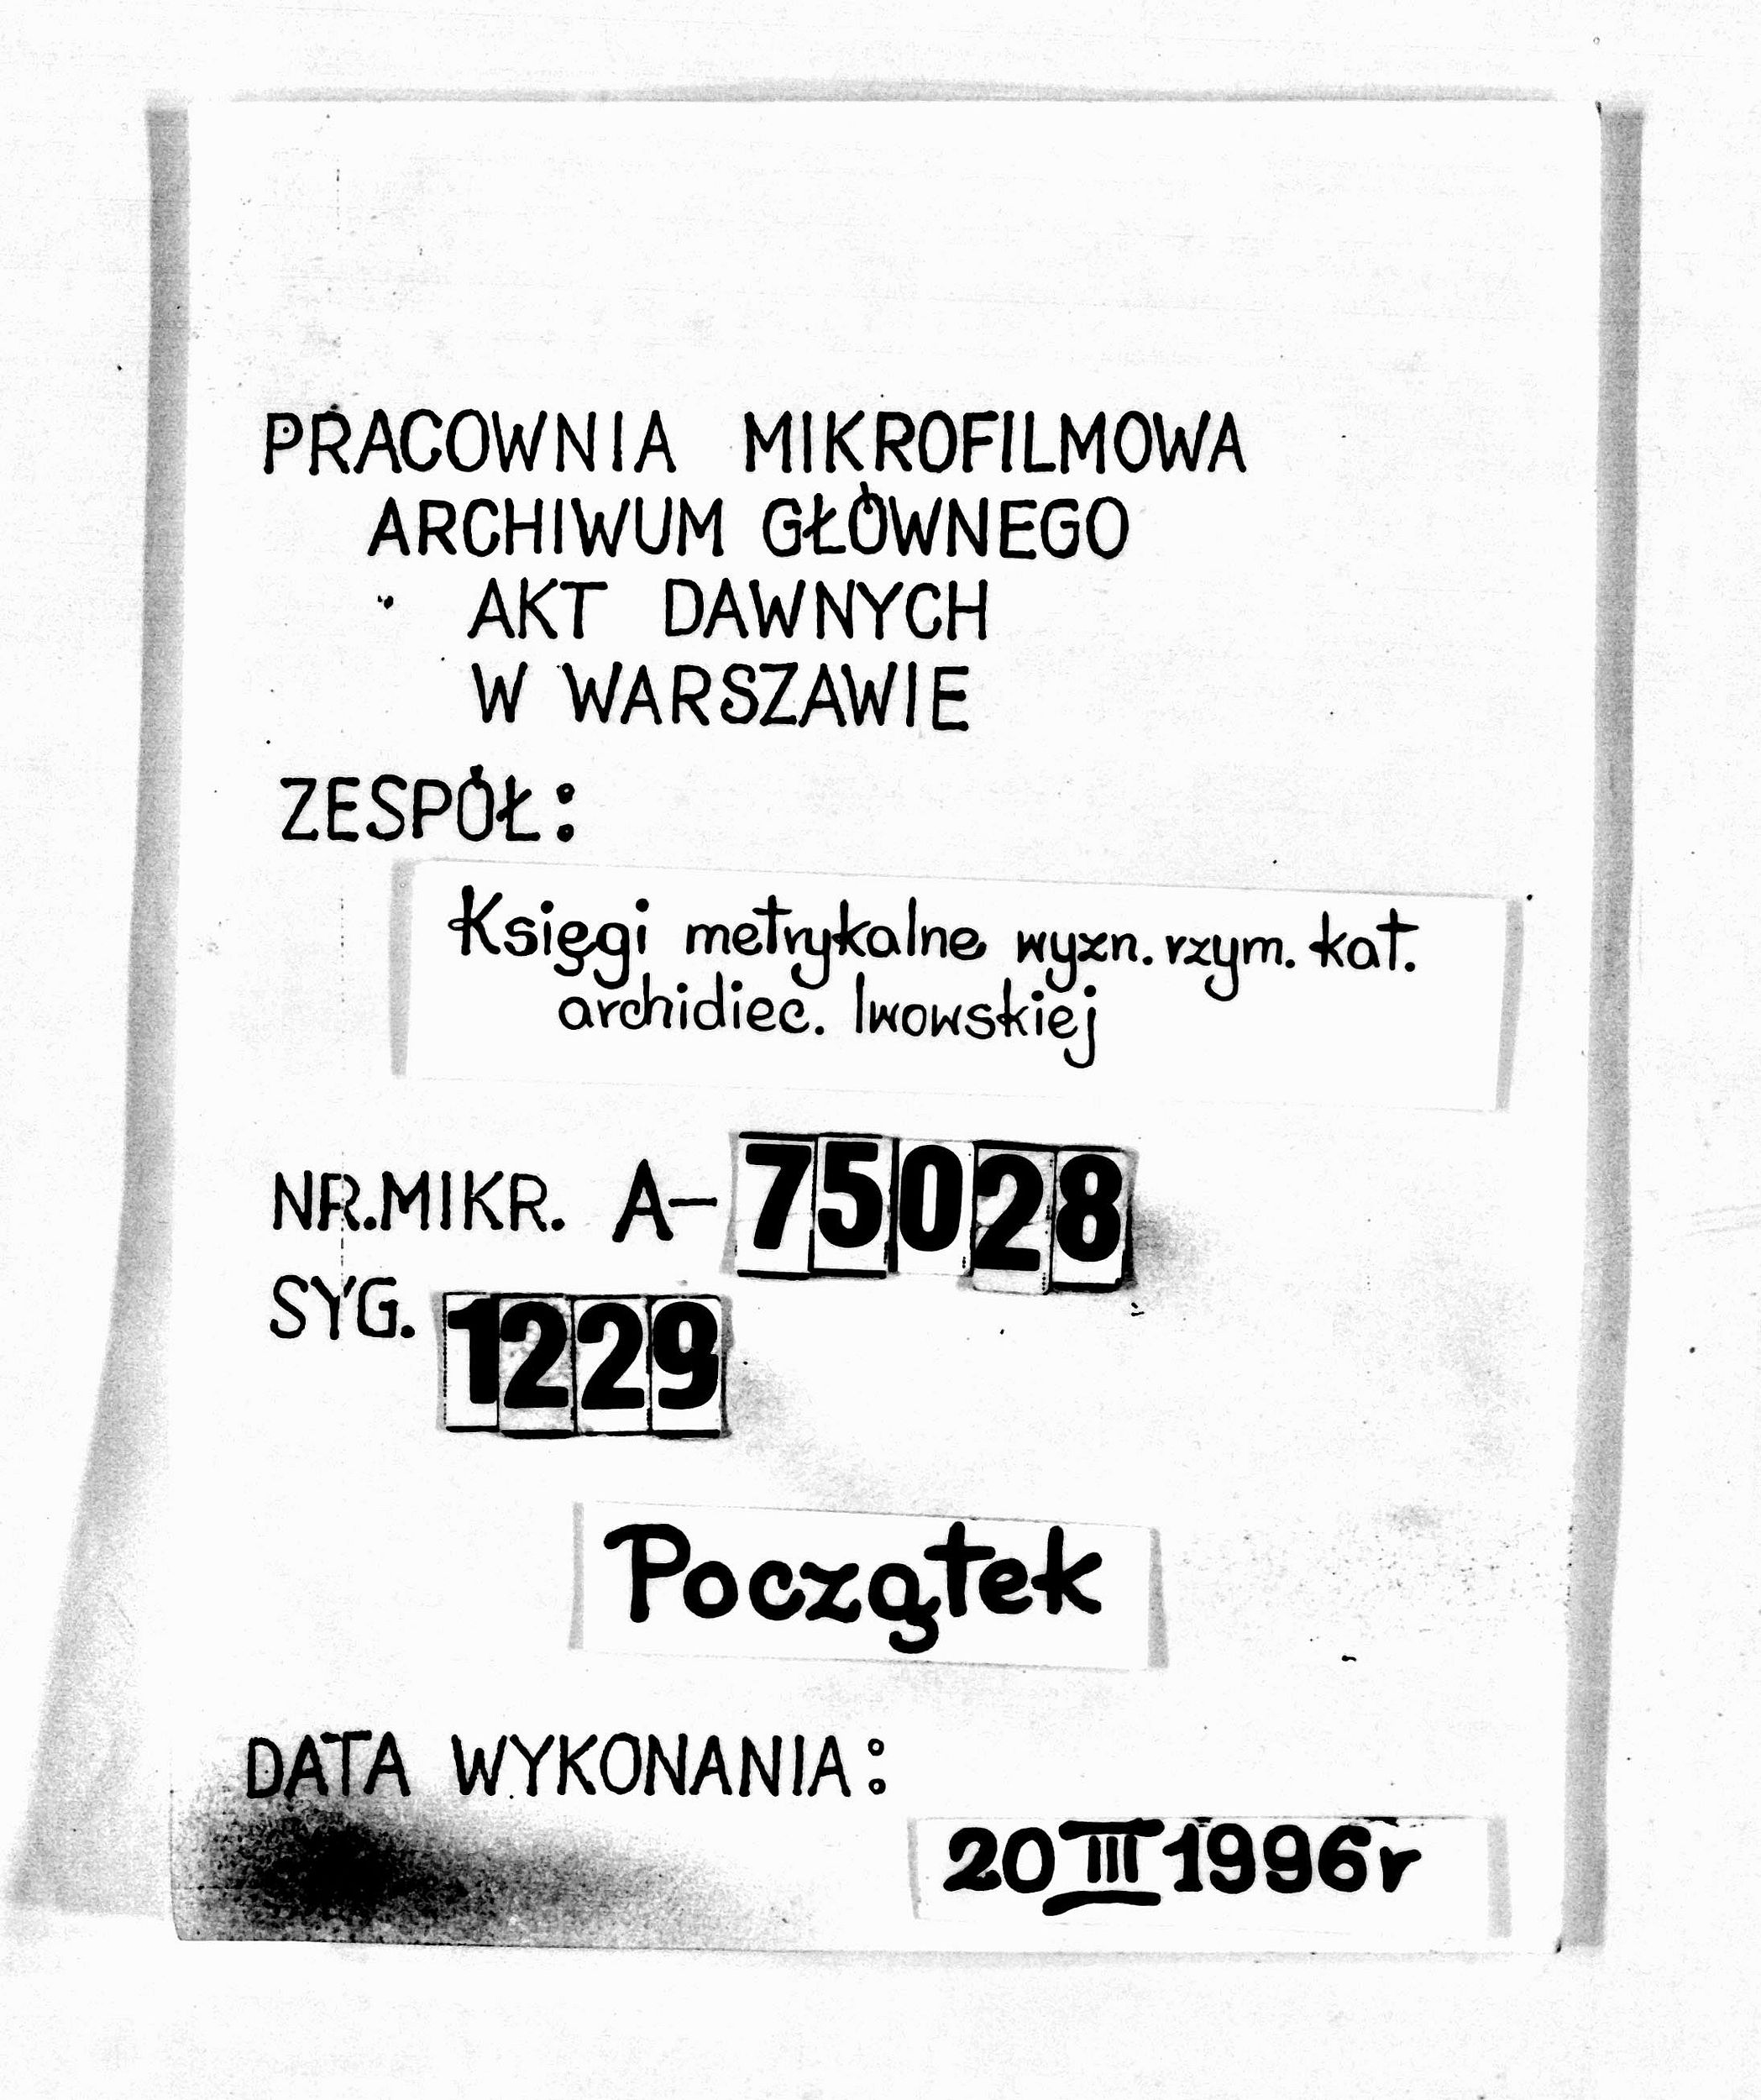 PRACOWNIA MIKROFILMOWA
ARCHIWUM GŁÓWNEGO
AKT DAWNYCH
W WARSZAWIE
ZESPÓŁ:
Księgi metrykalne wyzn. rzym. kat.
archidiec. lwowskiej
NR.MIKR. A-75028
SYG. 1229
Początek
DATA WYKONANIA:
20 III 1996r